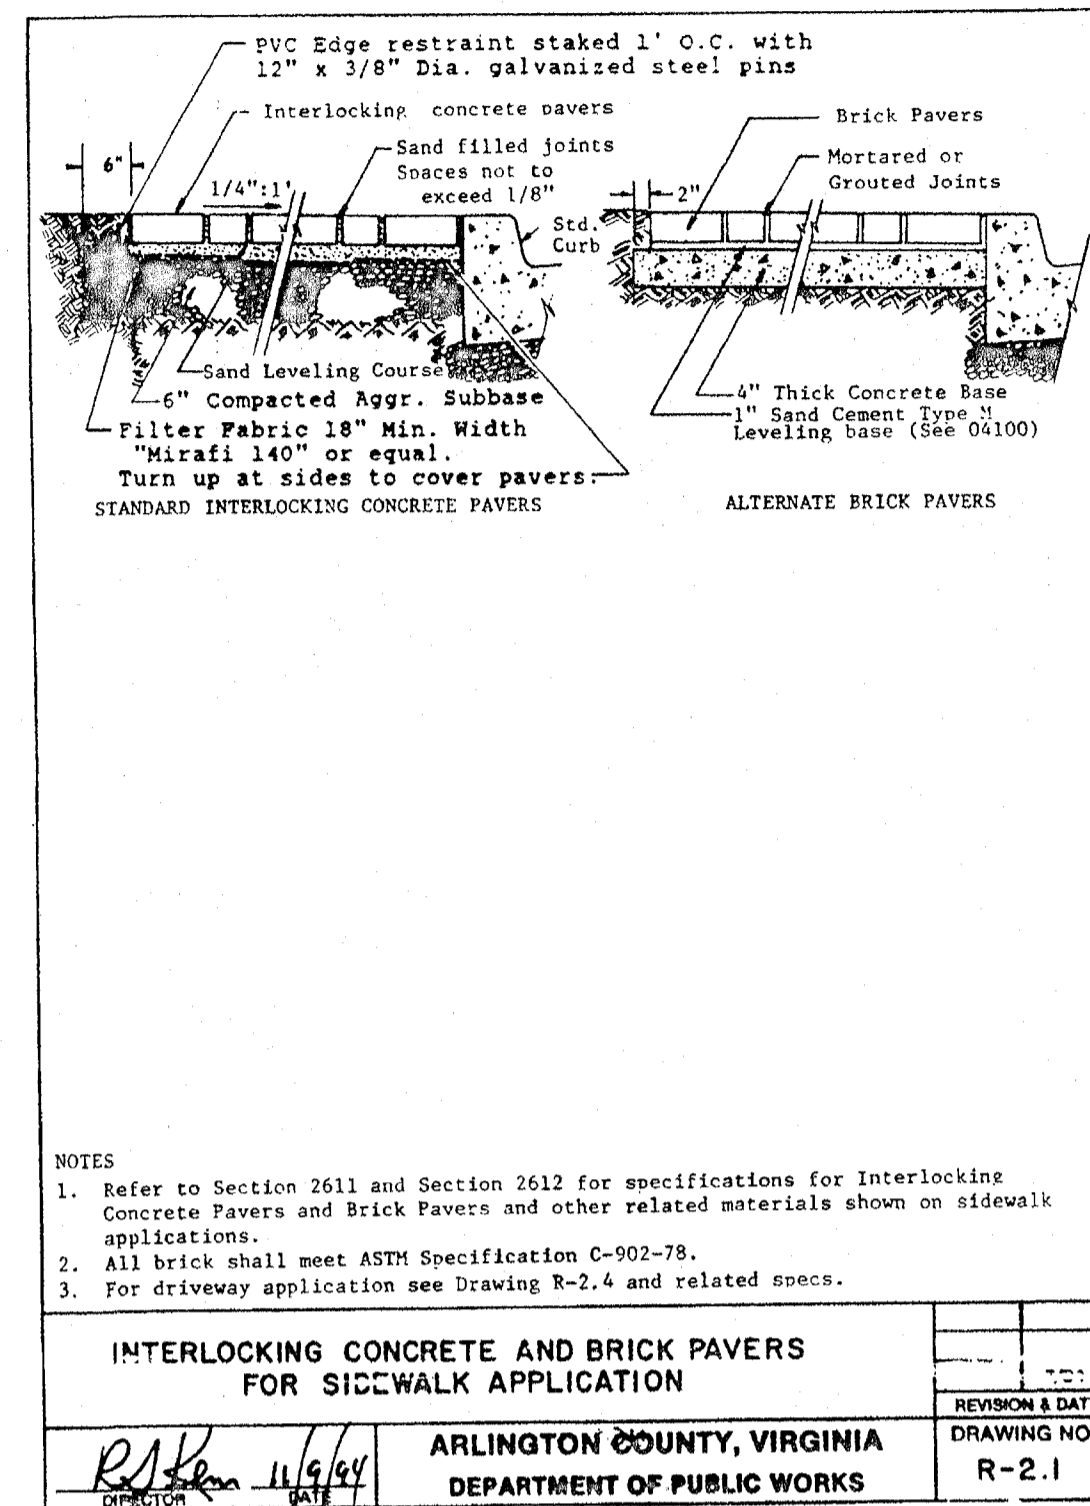 PVC Edge restraint staked 1' O.C. with
12" x 3/8" Dia. galvanized steel pins
Interlocking concrete pavers
Sand filled joints
Spaces not to
exceed 1/8"
6"
1/4":1'
Std.
Curb
Sand Leveling Course
6" Compacted Aggr. Subbase
Filter Fabric 18" Min. Width
"Mirafi 140" or equal.
Turn up at sides to cover pavers.
STANDARD INTERLOCKING CONCRETE PAVERS
Brick Pavers
Mortared or
Grouted Joints
2"
4" Thick Concrete Base
1" Sand Cement Type M
Leveling base (See 04100)
ALTERNATE BRICK PAVERS
NOTES
1. Refer to Section 2611 and Section 2612 for specifications for Interlocking
Concrete Pavers and Brick Pavers and other related materials shown on sidewalk
applications.
2. All brick shall meet ASTM Specification C-902-78.
3. For driveway application see Drawing R-2.4 and related specs.
INTERLOCKING CONCRETE AND BRICK PAVERS
FOR SIDEWALK APPLICATION
REVISION & DAT
11/9/94
DIRECTOR
DATE
ARLINGTON COUNTY, VIRGINIA
DEPARTMENT OF PUBLIC WORKS
DRAWING NO
R-2.1